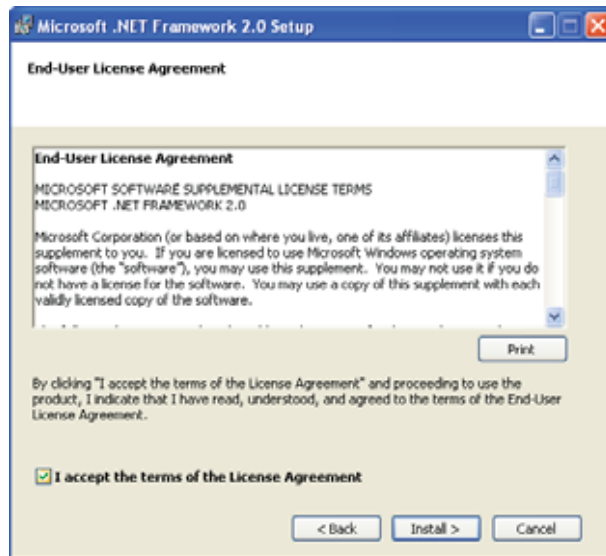 Microsoft .NET Framework 2.0 Setup
End-User License Agreement
End-User License Agreement
MICROSOFT SOFTWARE SUPPLEMENTAL LICENSE TERMS
MICROSOFT .NET FRAMEWORK 2.0
Microsoft Corporation (or based on where you live, one of its affiliates) licenses this
supplement to you. If you are licensed to use Microsoft Windows operating system
software (the "software"), you may use this supplement. You may not use it if you do
not have a license for the software. You may use a copy of this supplement with each
validly licensed copy of the software.
Print
By clicking "I accept the terms of the License Agreement" and proceeding to use the
product, I indicate that I have read, understood, and agreed to the terms of the End-User
License Agreement.
I accept the terms of the License Agreement
< Back
Install >
Cancel